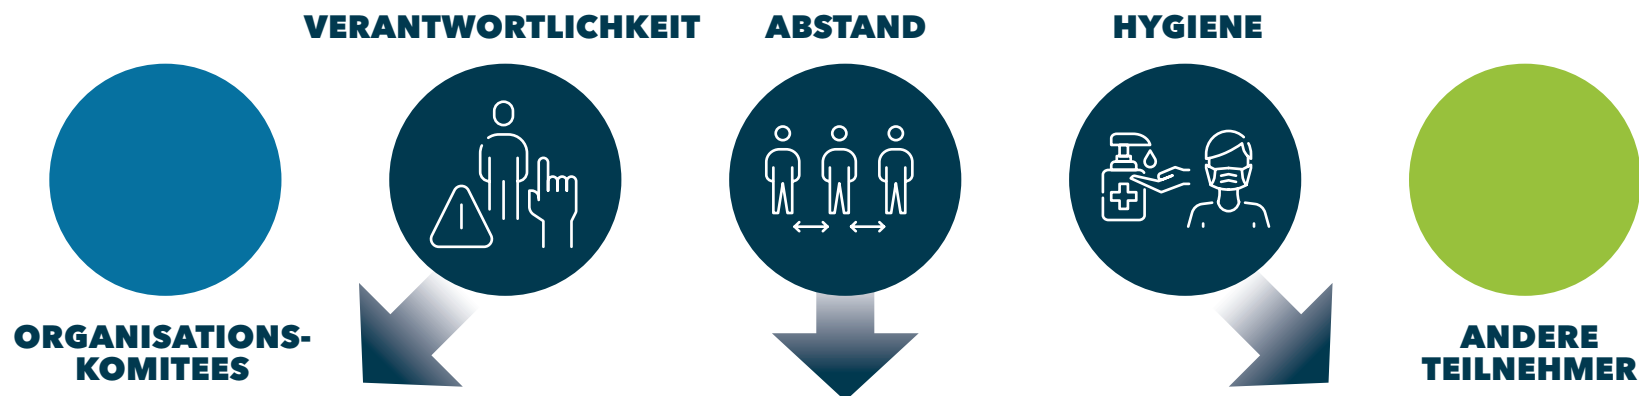 VERANTWORTLICHKEIT
ABSTAND
HYGIENE
ORGANISATIONS-
KOMITEES
ANDERE
TEILNEHMER